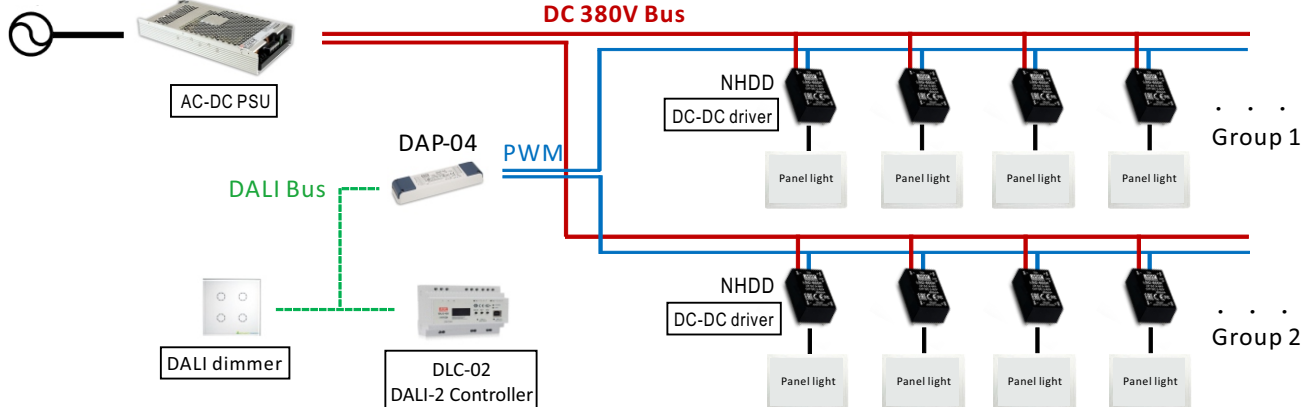 DC 380V Bus
AC-DC PSU
NHDD
DC-DC driver
Panel light
Panel light
Panel light
Panel light
. . .
Group 1
DAP-04
PWM
DALI Bus
NHDD
DC-DC driver
Panel light
Panel light
Panel light
Panel light
. . .
Group 2
DALI dimmer
DLC-02
DALI-2 Controller